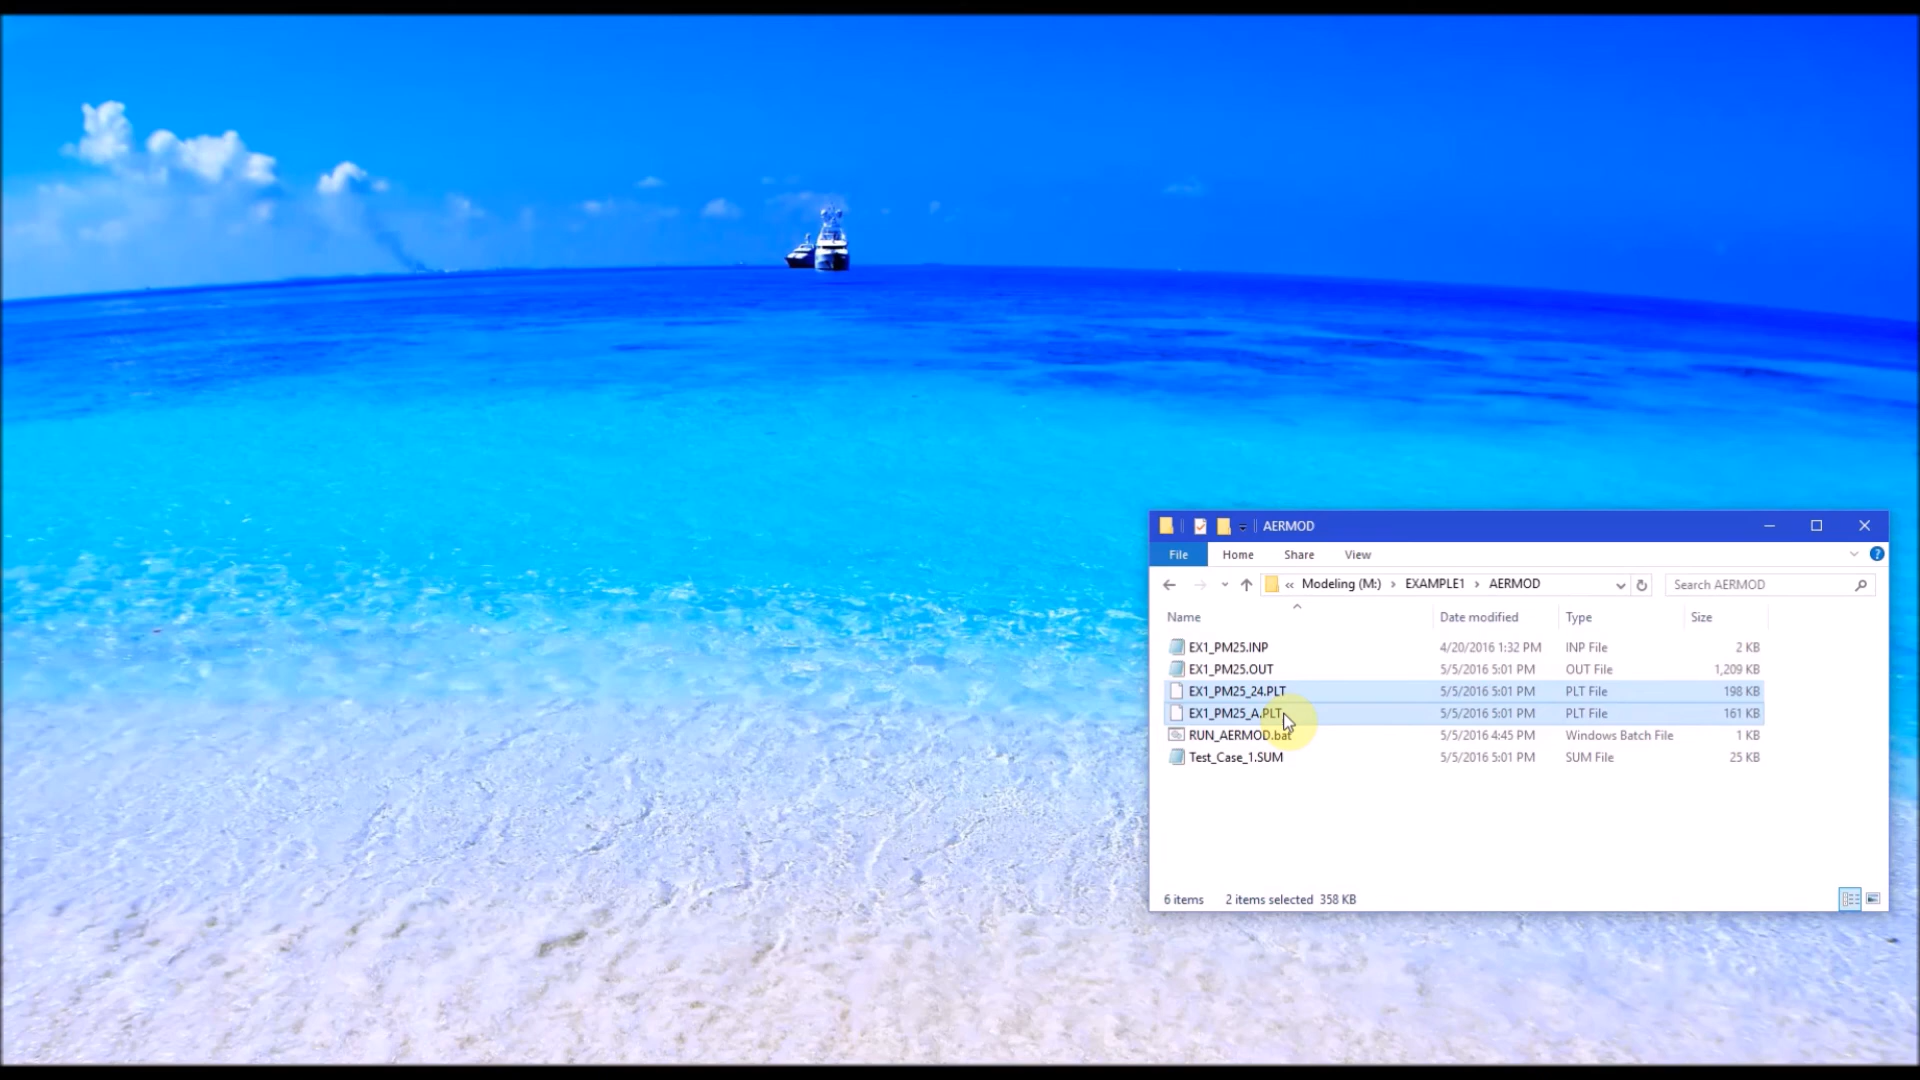 AERMOD
File Home Share View
« Modeling (M:) > EXAMPLE1 > AERMOD Search AERMOD
Name Date modified Type Size
EX1_PM25.INP 4/20/2016 1:32 PM INP File 2 KB
EX1_PM25.OUT 5/5/2016 5:01 PM OUT File 1,209 KB
EX1_PM25_24.PLT 5/5/2016 5:01 PM PLT File 198 KB
EX1_PM25_A.PLT 5/5/2016 5:01 PM PLT File 161 KB
RUN_AERMOD.bat 5/5/2016 4:45 PM Windows Batch File 1 KB
Test_Case_1.SUM 5/5/2016 5:01 PM SUM File 25 KB
6 items 2 items selected 358 KB